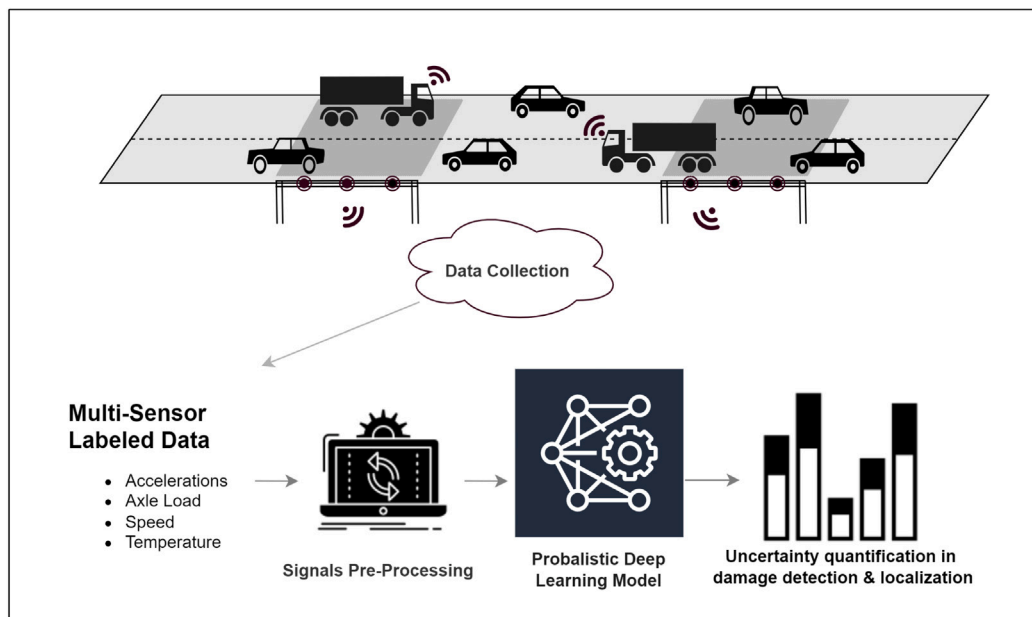 Data Collection
Multi-Sensor
Labeled Data
• Accelerations
• Axle Load
• Speed
• Temperature
Signals Pre-Processing
Probalistic Deep
Learning Model
Uncertainty quantification in
damage detection & localization